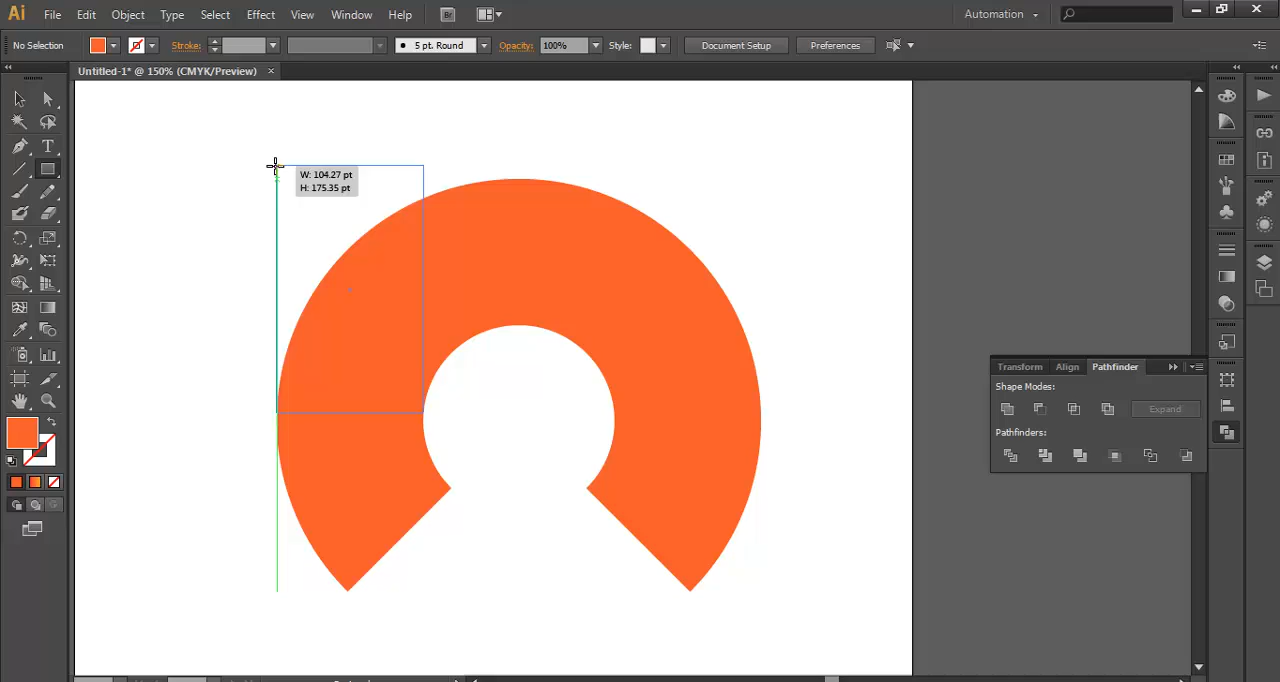 Ai File Edit Object Type Select Effect View Window Help Br Automation
No Selection Stroke: 5 pt. Round Opacity: 100% Style: Document Setup Preferences
Untitled-1* @ 150% (CMYK/Preview) ×
W: 104.27 pt
H: 175.35 pt
Transform Align Pathfinder
Shape Modes:
Expand
Pathfinders: